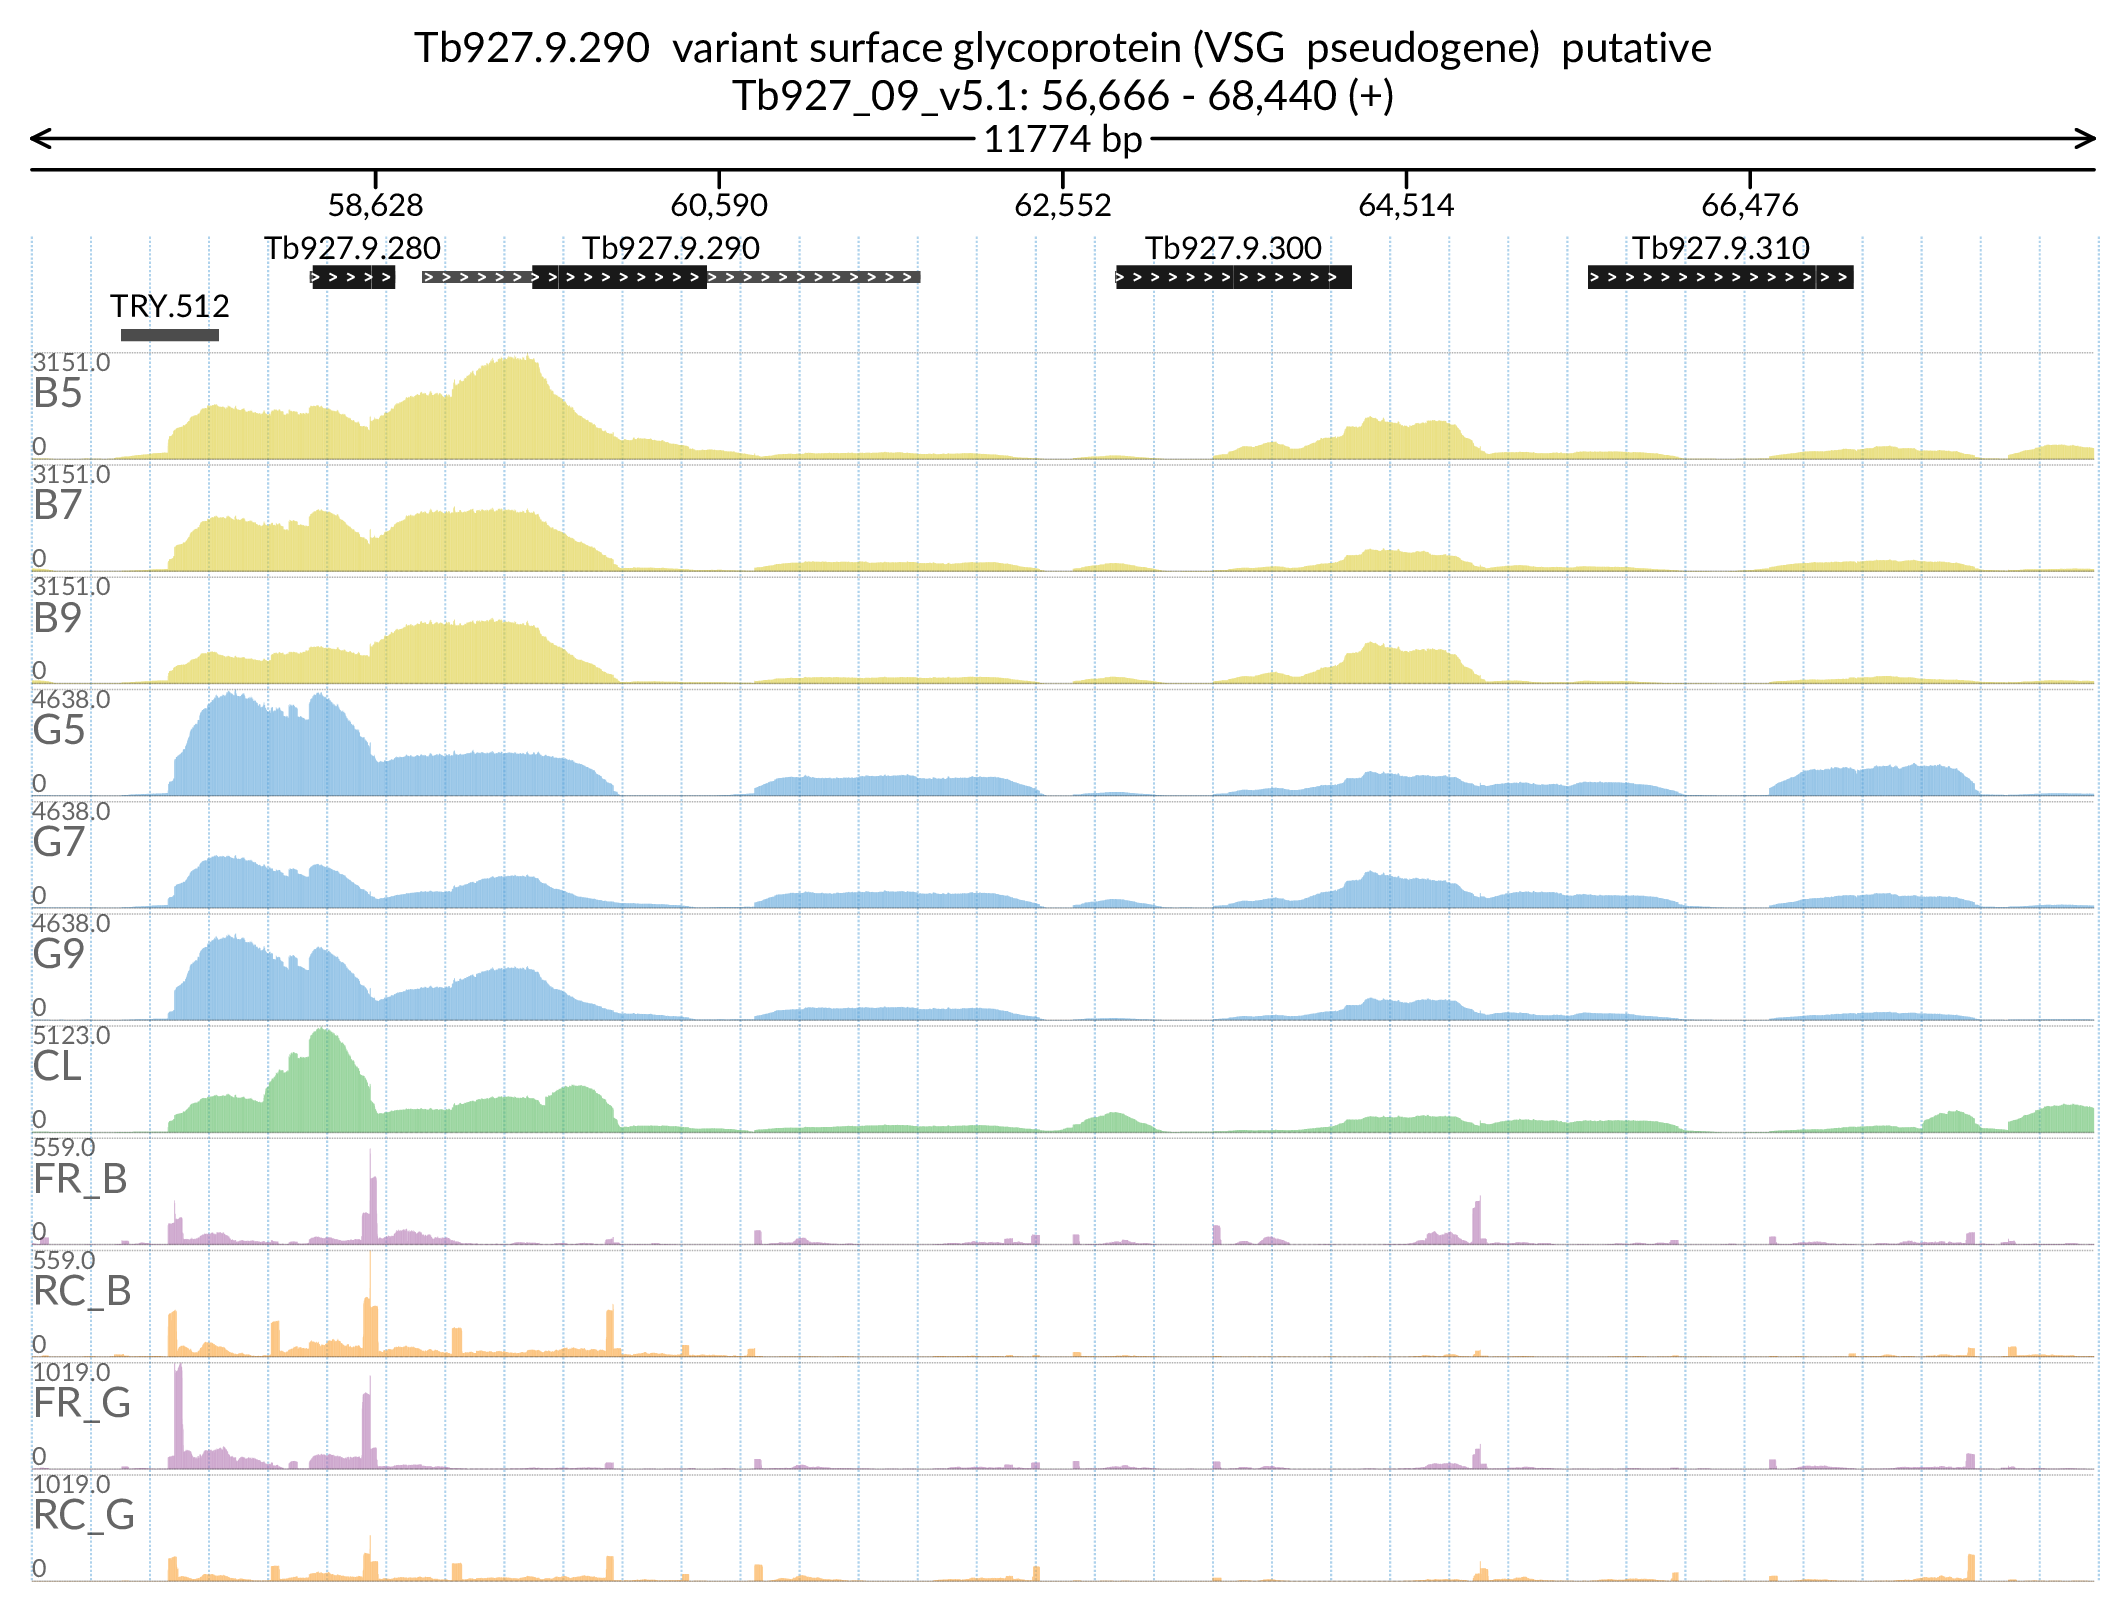 Tb927.9.290 variant surface glycoprotein (VSG pseudogene) putative
Tb927_09_v5.1: 56,666 - 68,440 (+)
11774 bp
58,628 60,590 62,552 64,514 66,476
Tb927.9.280 Tb927.9.290 Tb927.9.300 Tb927.9.310
TRY.512
3151.0
B5
0
3151.0
B7
0
3151.0
B9
0
4638.0
G5
0
4638.0
G7
0
4638.0
G9
0
5123.0
CL
0
559.0
FR_B
0
559.0
RC_B
0
1019.0
FR_G
0
1019.0
RC_G
0